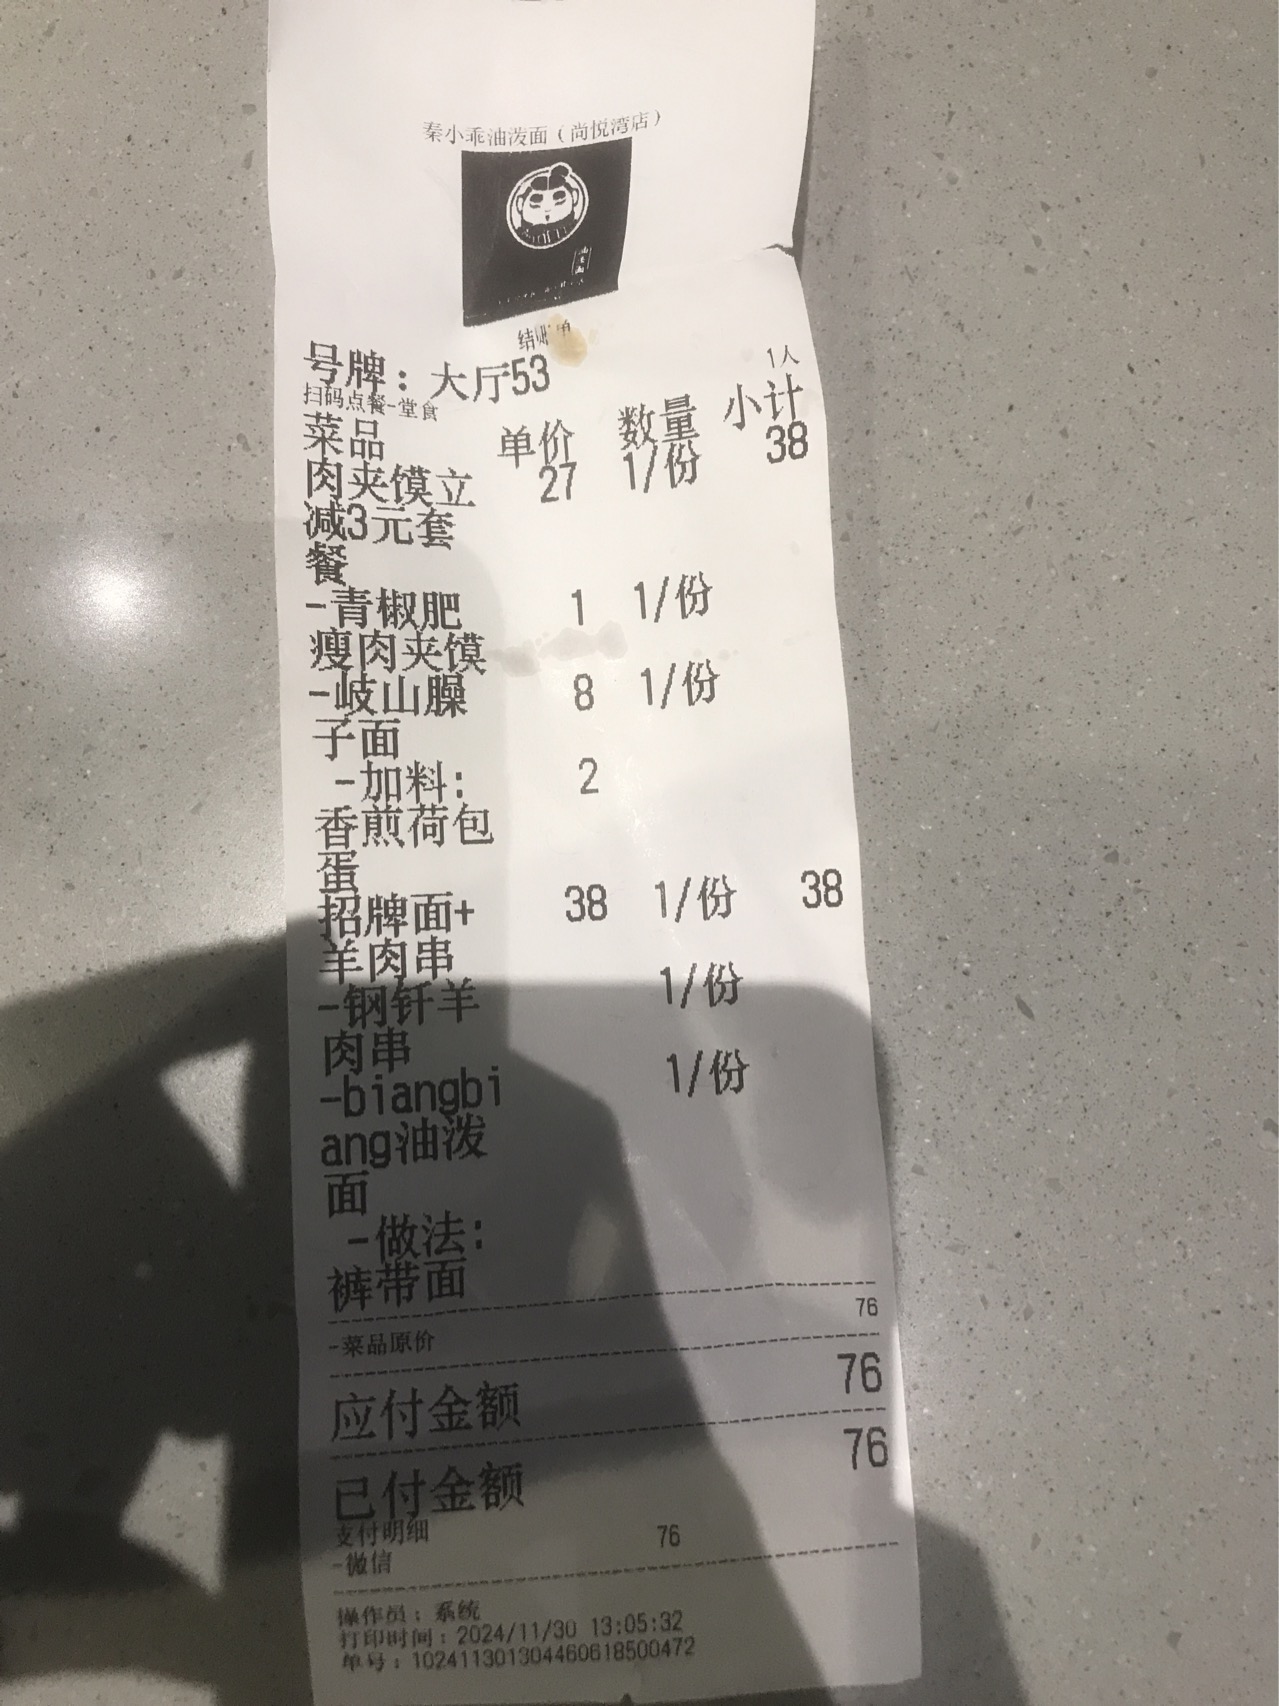 秦小乖油泼面（尚悦湾店）
结账单
号牌：大厅53 1人
扫码点餐-堂食
菜品 单价 数量 小计
肉夹馍立 27 1/份 38
减3元套
餐
-青椒肥 1 1/份
瘦肉夹馍
-岐山臊 8 1/份
子面
-加料: 2
香煎荷包
蛋
招牌面+ 38 1/份 38
羊肉串
-钢钎羊 1/份
肉串
-biangbi 1/份
ang油泼
面
-做法:
裤带面
-菜品原价 76
应付金额 76
已付金额 76
支付明细
-微信 76
操作员：系统
打印时间：2024/11/30 13:05:32
单号：102411301304460618500472